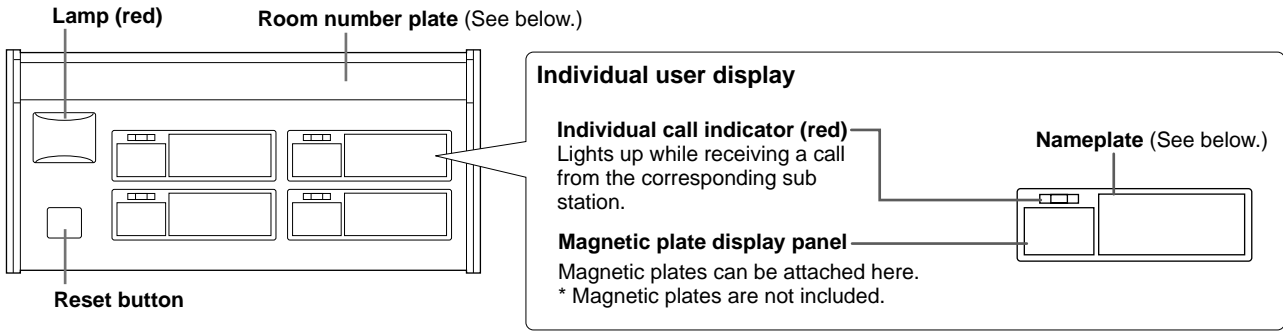 Lamp (red)
Room number plate (See below.)
Individual user display
Individual call indicator (red)
Lights up while receiving a call
from the corresponding sub
station.
Nameplate (See below.)
Magnetic plate display panel
Magnetic plates can be attached here.
* Magnetic plates are not included.
Reset button